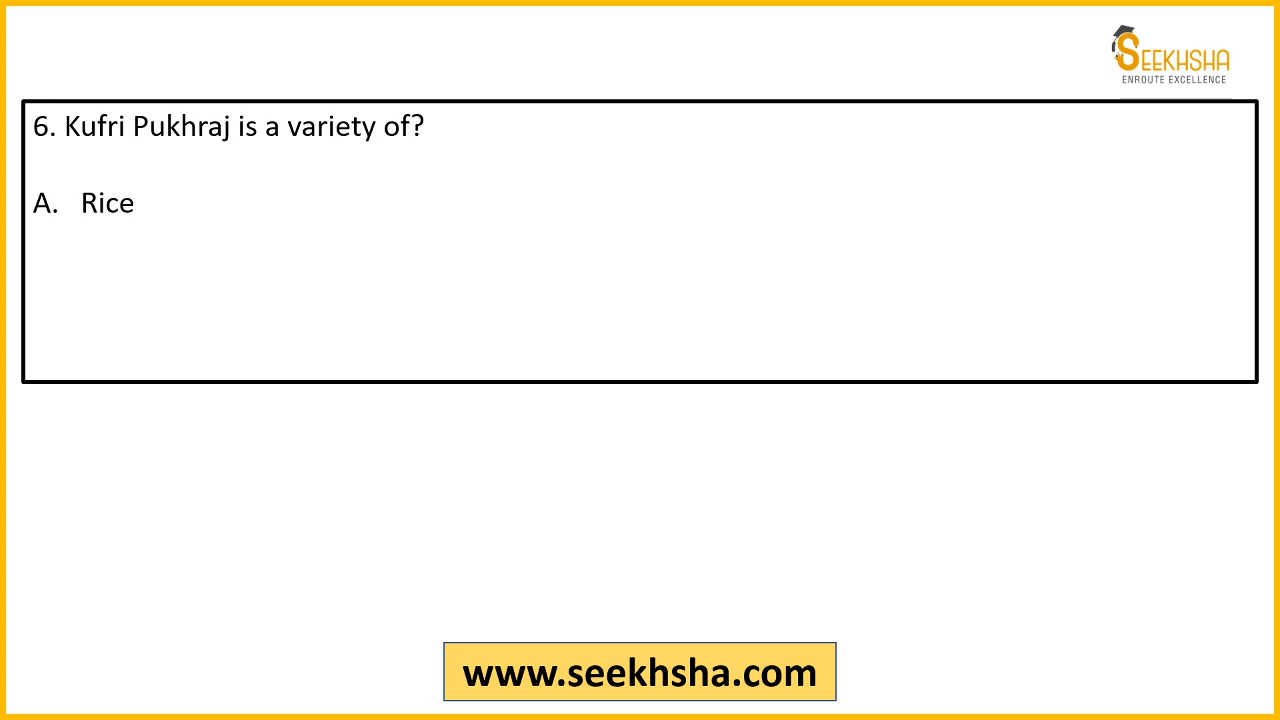 SEEKHSHA
ENROUTE EXCELLENCE
6. Kufri Pukhraj is a variety of?
A. Rice
www.seekhsha.com